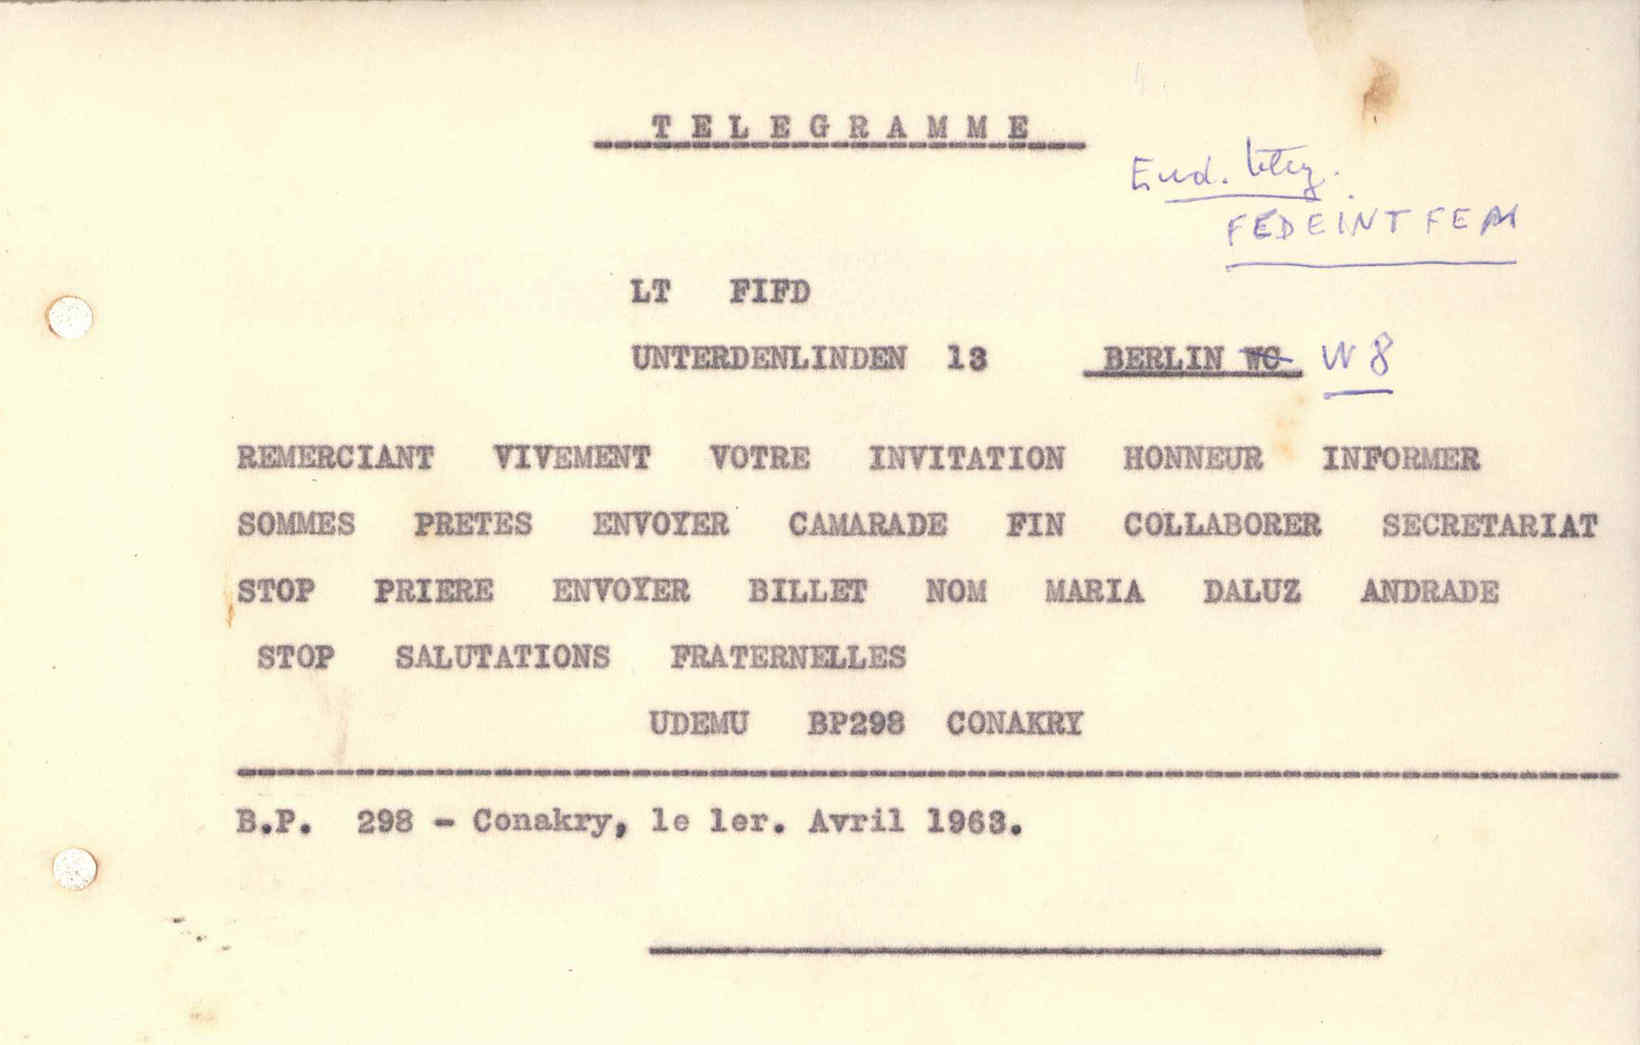 TELEGRAMME
End. teleg.
FEDEINTFEM
LT FIFD
UNTERDENLINDEN 13 BERLIN WC W8
REMERCIANT VIVEMENT VOTRE INVITATION HONNEUR INFORMER
SOMMES PRETES ENVOYER CAMARADE FIN COLLABORER SECRETARIAT
STOP PRIERE ENVOYER BILLET NOM MARIA DALUZ ANDRADE
STOP SALUTATIONS FRATERNELLES
UDEMU BP298 CONAKRY
B.P. 298 - Conakry, le 1er. Avril 1963.